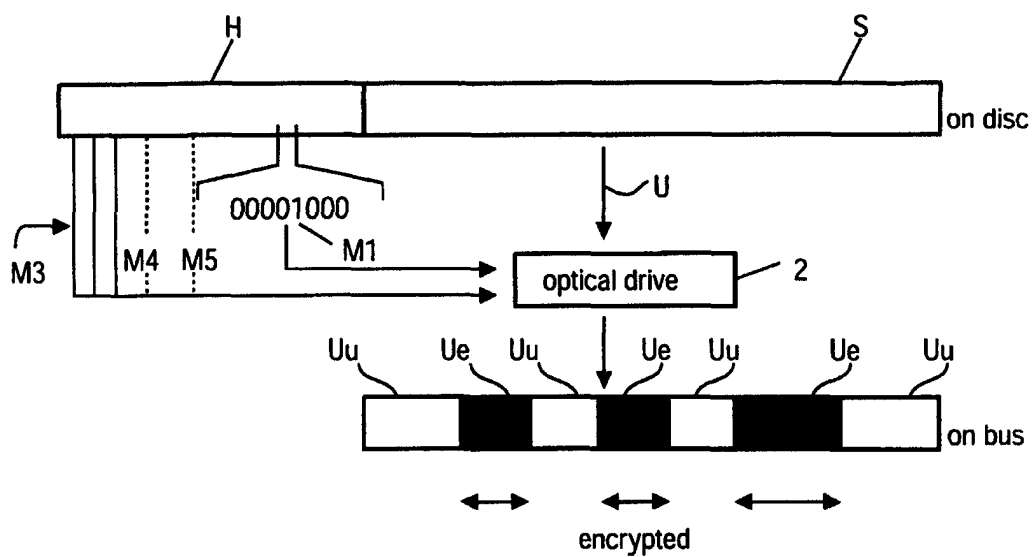 H S
on disc
U
00001000
M3 M4 M5 M1
optical drive 2
Uu Ue Uu Ue Uu Ue Uu
on bus
encrypted